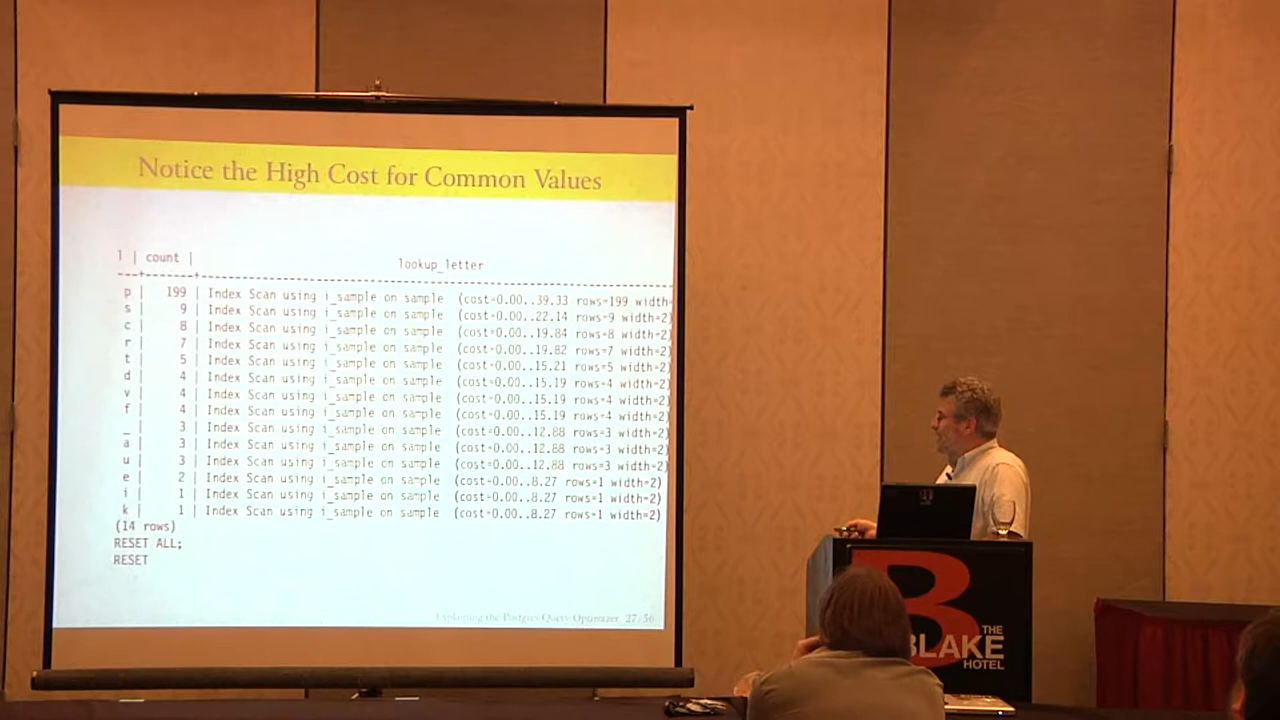 Notice the High Cost for Common Values
l | count | lookup_letter
---+-------+-----------------------------------------------------------------------
p | 199 | Index Scan using i_sample on sample (cost=0.00..39.33 rows=199 width=
s | 9 | Index Scan using i_sample on sample (cost=0.00..22.14 rows=9 width=2)
c | 8 | Index Scan using i_sample on sample (cost=0.00..19.84 rows=8 width=2)
r | 7 | Index Scan using i_sample on sample (cost=0.00..19.82 rows=7 width=2)
t | 5 | Index Scan using i_sample on sample (cost=0.00..15.21 rows=5 width=2)
d | 4 | Index Scan using i_sample on sample (cost=0.00..15.19 rows=4 width=2)
v | 4 | Index Scan using i_sample on sample (cost=0.00..15.19 rows=4 width=2)
f | 4 | Index Scan using i_sample on sample (cost=0.00..15.19 rows=4 width=2)
_ | 3 | Index Scan using i_sample on sample (cost=0.00..12.88 rows=3 width=2)
a | 3 | Index Scan using i_sample on sample (cost=0.00..12.88 rows=3 width=2)
u | 3 | Index Scan using i_sample on sample (cost=0.00..12.88 rows=3 width=2)
e | 2 | Index Scan using i_sample on sample (cost=0.00..8.27 rows=1 width=2)
i | 1 | Index Scan using i_sample on sample (cost=0.00..8.27 rows=1 width=2)
k | 1 | Index Scan using i_sample on sample (cost=0.00..8.27 rows=1 width=2)
(14 rows)
RESET ALL;
RESET
Explaining the Postgres Query Optimizer 27/56
B
THE
BLAKE
HOTEL